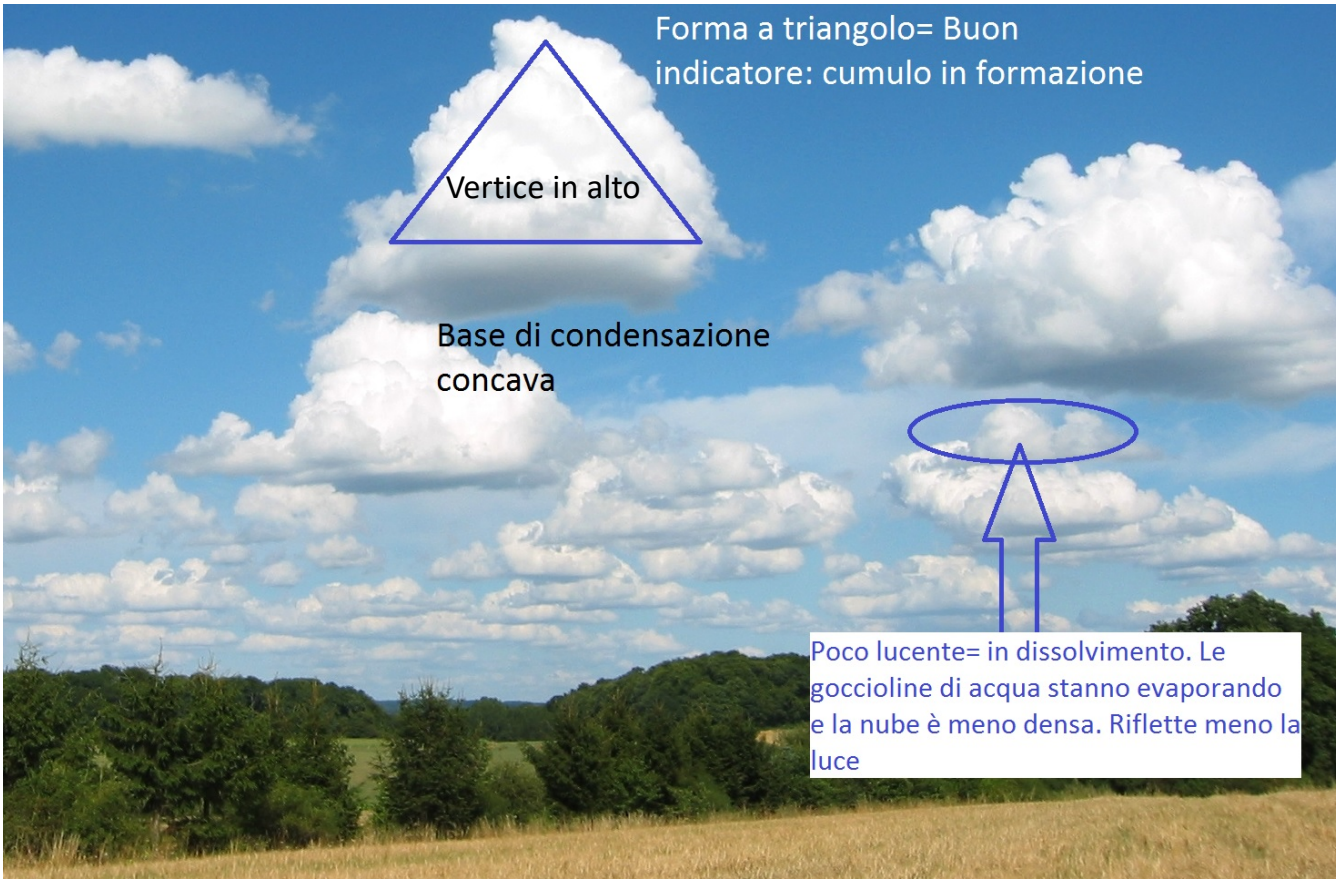 Forma a triangolo= Buon
indicatore: cumulo in formazione
Vertice in alto
Base di condensazione
concava
Poco lucente= in dissolvimento. Le
goccioline di acqua stanno evaporando
e la nube è meno densa. Riflette meno la
luce